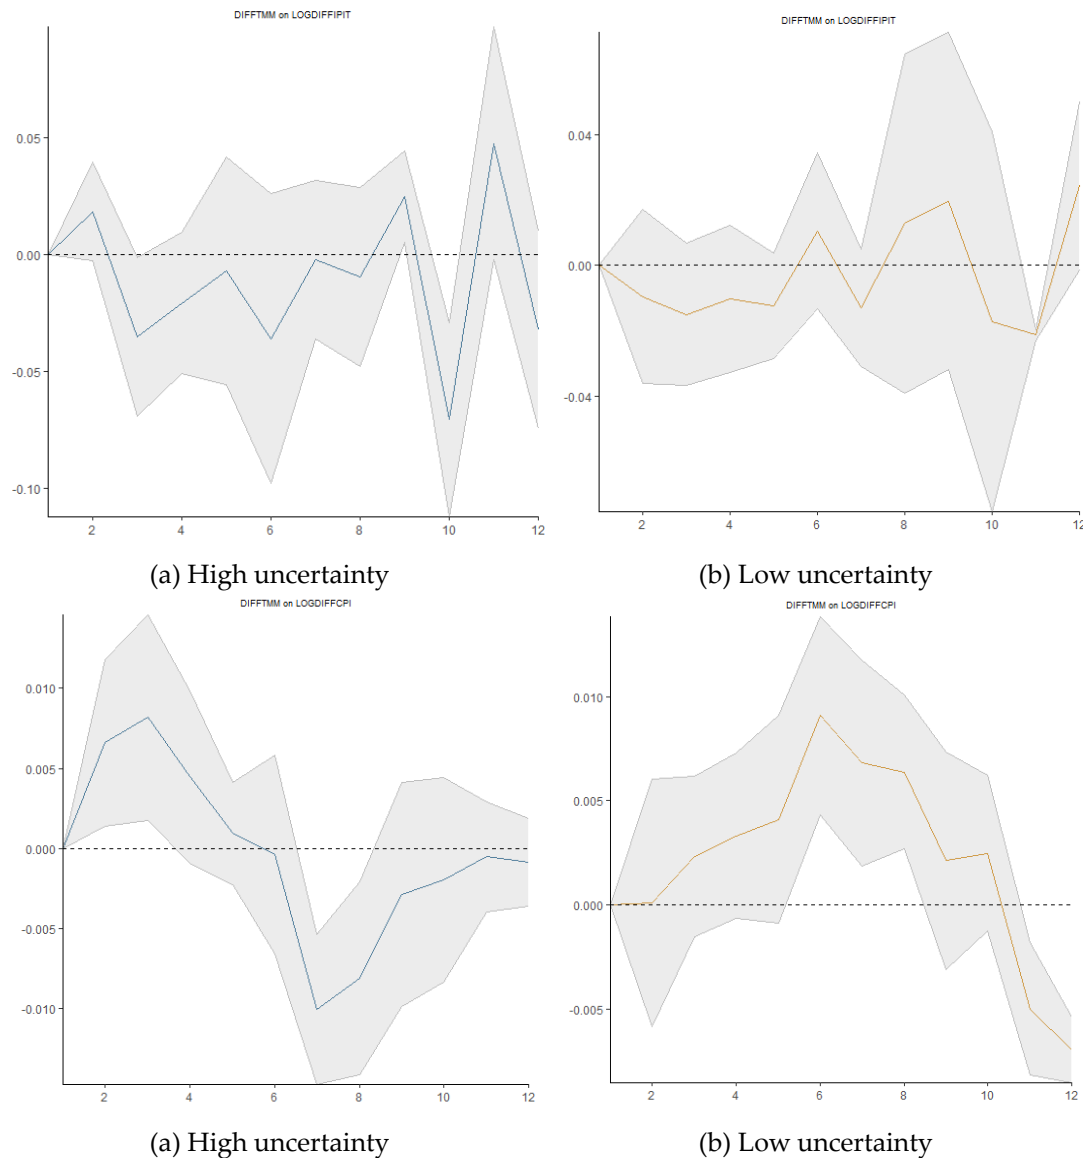 DIFFTMM on LOGDIFFIPIT
0.05
0.00
-0.05
-0.10
2 4 6 8 10 12
(a) High uncertainty
DIFFTMM on LOGDIFFIPIT
0.04
0.00
-0.04
2 4 6 8 10 12
(b) Low uncertainty
DIFFTMM on LOGDIFFCPI
0.010
0.005
0.000
-0.005
-0.010
2 4 6 8 10 12
(a) High uncertainty
DIFFTMM on LOGDIFFCPI
0.010
0.005
0.000
-0.005
2 4 6 8 10 12
(b) Low uncertainty